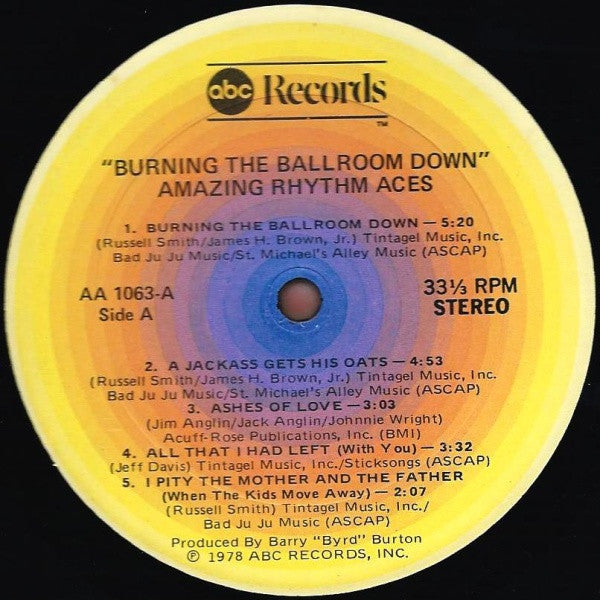 abc Records
TM
"BURNING THE BALLROOM DOWN"
AMAZING RHYTHM ACES
1. BURNING THE BALLROOM DOWN — 5:20
(Russell Smith/James H. Brown, Jr.) Tintagel Music, Inc.
Bad Ju Ju Music/St. Michael's Alley Music (ASCAP)
AA 1063-A
Side A
33⅓ RPM
STEREO
2. A JACKASS GETS HIS OATS — 4:53
(Russell Smith/James H. Brown, Jr.) Tintagel Music, Inc.
Bad Ju Ju Music/St. Michael's Alley Music (ASCAP)
3. ASHES OF LOVE — 3:03
(Jim Anglin/Jack Anglin/Johnnie Wright)
Acuff-Rose Publications, Inc. (BMI)
4. ALL THAT I HAD LEFT (With You) — 3:32
(Jeff Davis) Tintagel Music, Inc./Sticksongs (ASCAP)
5. I PITY THE MOTHER AND THE FATHER
(When The Kids Move Away) — 2:07
(Russell Smith) Tintagel Music, Inc./
Bad Ju Ju Music (ASCAP)
Produced by Barry "Byrd" Burton
℗ 1978 ABC RECORDS, INC.